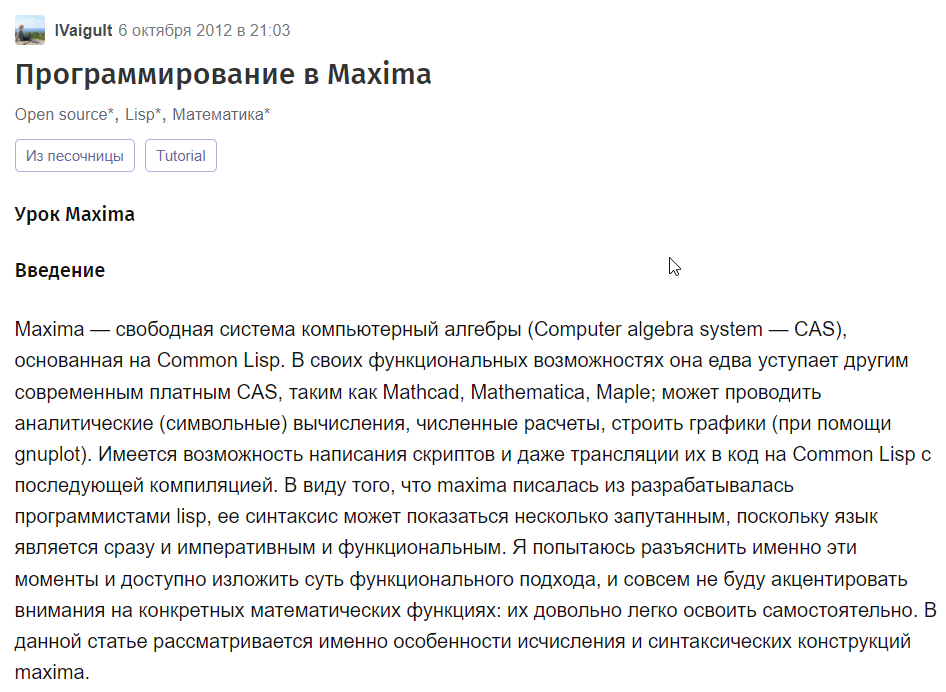 IVaigult 6 октября 2012 в 21:03
Программирование в Maxima
Open source*, Lisp*, Математика*
Из песочницы Tutorial
Урок Maxima
Введение
Maxima — свободная система компьютерный алгебры (Computer algebra system — CAS),
основанная на Common Lisp. В своих функциональных возможностях она едва уступает другим
современным платным CAS, таким как Mathcad, Mathematica, Maple; может проводить
аналитические (символьные) вычисления, численные расчеты, строить графики (при помощи
gnuplot). Имеется возможность написания скриптов и даже трансляции их в код на Common Lisp с
последующей компиляцией. В виду того, что maxima писалась из разрабатывалась
программистами lisp, ее синтаксис может показаться несколько запутанным, поскольку язык
является сразу и императивным и функциональным. Я попытаюсь разъяснить именно эти
моменты и доступно изложить суть функционального подхода, и совсем не буду акцентировать
внимания на конкретных математических функциях: их довольно легко освоить самостоятельно. В
данной статье рассматривается именно особенности исчисления и синтаксических конструкций
maxima.